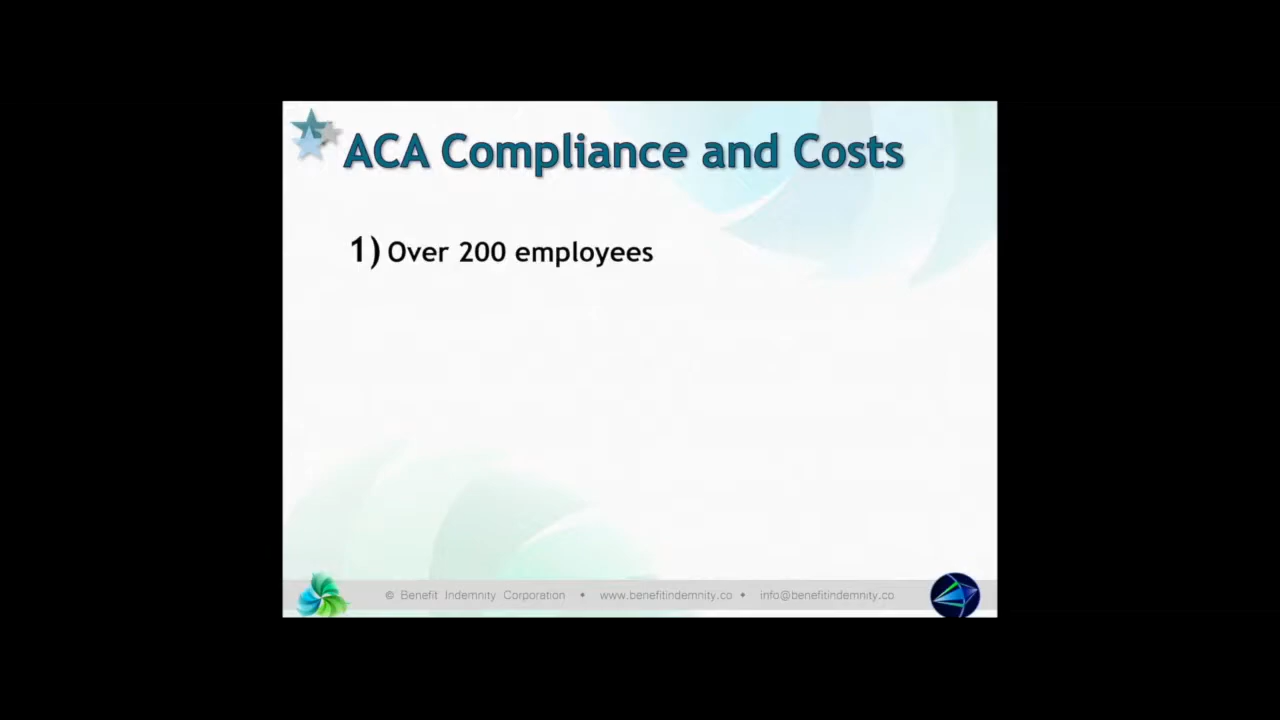 ACA Compliance and Costs
1) Over 200 employees
© Benefit Indemnity Corporation • www.benefitindemnity.co • info@benefitindemnity.co